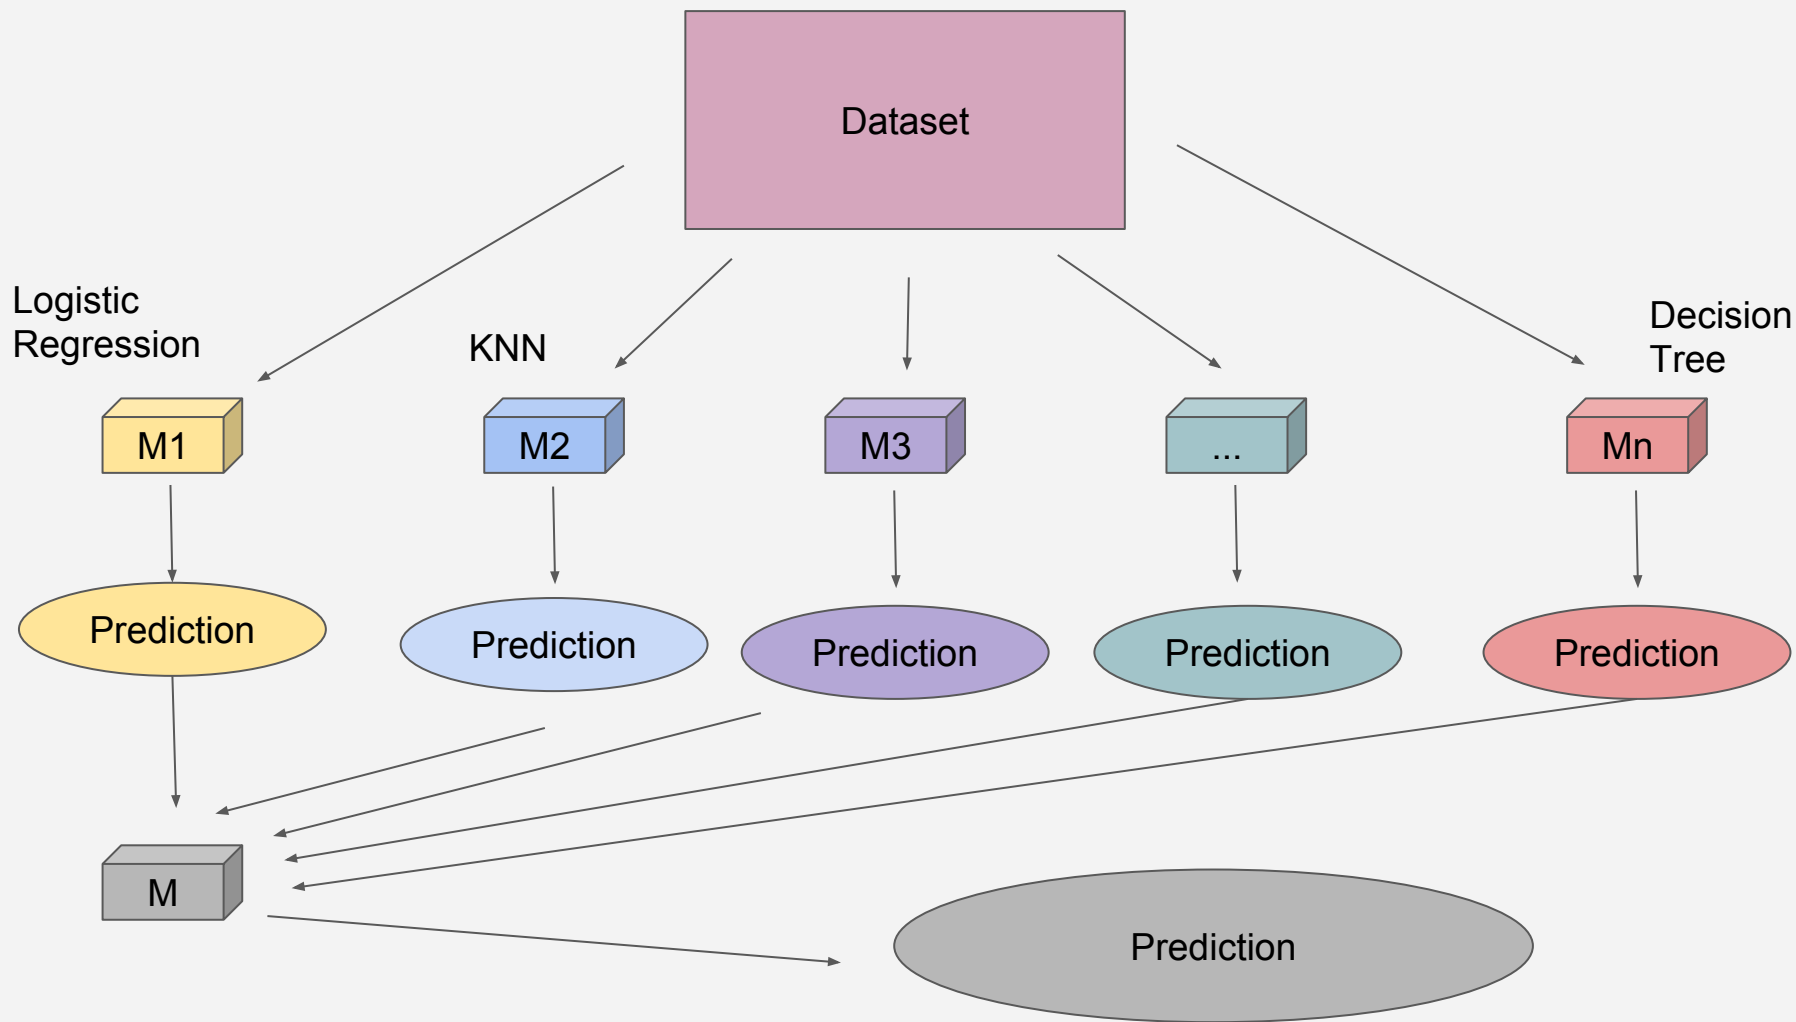 Dataset
Logistic
Regression
KNN
Decision
Tree
M1
M2
M3
...
Mn
Prediction
Prediction
Prediction
Prediction
Prediction
M
Prediction